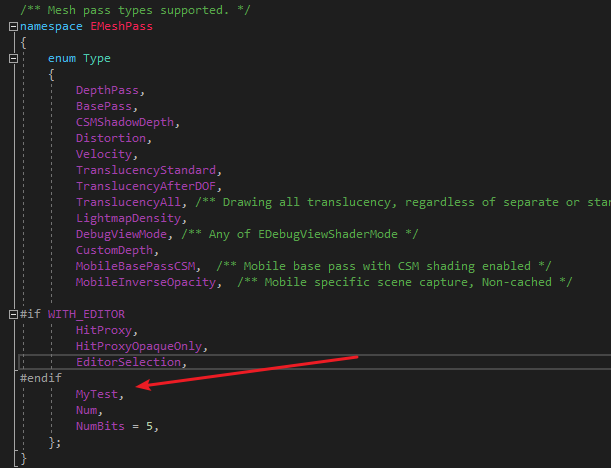 /** Mesh pass types supported. */
namespace EMeshPass
{
enum Type
{
DepthPass,
BasePass,
CSMShadowDepth,
Distortion,
Velocity,
TranslucencyStandard,
TranslucencyAfterDOF,
TranslucencyAll, /** Drawing all translucency, regardless of separate or stan
LightmapDensity,
DebugViewMode, /** Any of EDebugViewShaderMode */
CustomDepth,
MobileBasePassCSM,  /** Mobile base pass with CSM shading enabled */
MobileInverseOpacity,  /** Mobile specific scene capture, Non-cached */
#if WITH_EDITOR
HitProxy,
HitProxyOpaqueOnly,
EditorSelection,
#endif
MyTest,
Num,
NumBits = 5,
};
}